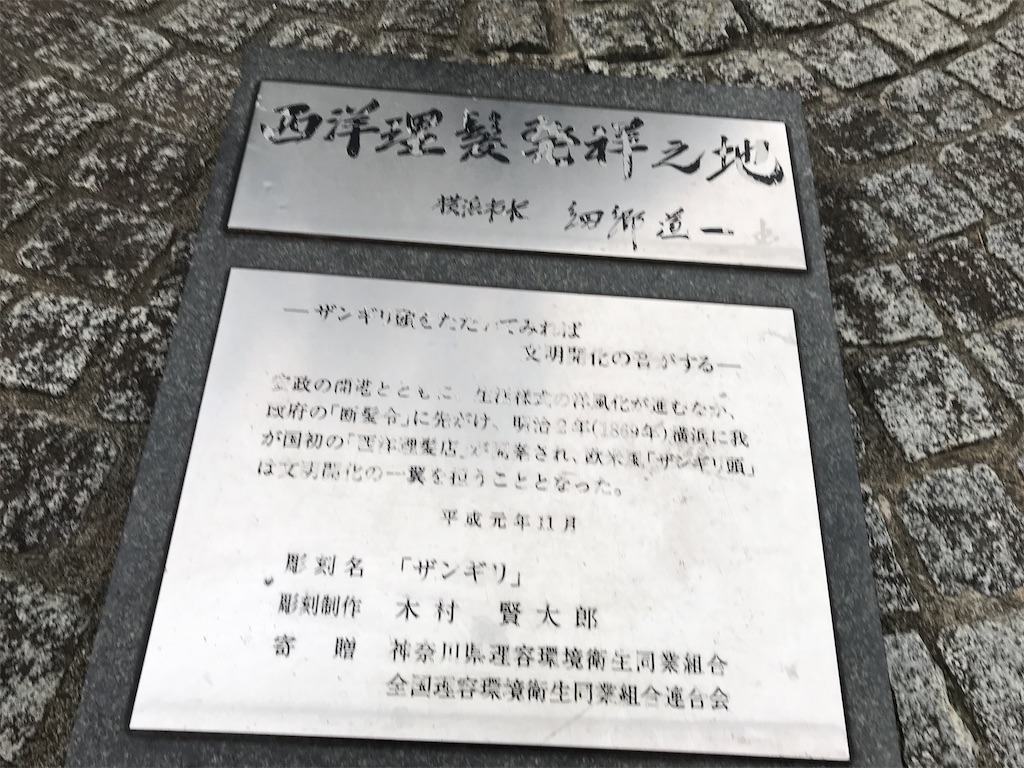 西洋理髪発祥之地
横浜市長 細郷道一
―ザンギリ頭をたたいてみれば
文明開化の音がする―
安政の開港とともに、生活様式の洋風化が進むなか、
政府の「断髪令」に先がけ、明治2年(1869年)横浜に我
が国初の「西洋理髪店」が開業され、欧米風「ザンギリ頭」
は文明開化の一翼を担うこととなった。
平成元年11月
彫刻名 「ザンギリ」
彫刻制作 木村 賢太郎
寄贈 神奈川県理容環境衛生同業組合
全国理容環境衛生同業組合連合会